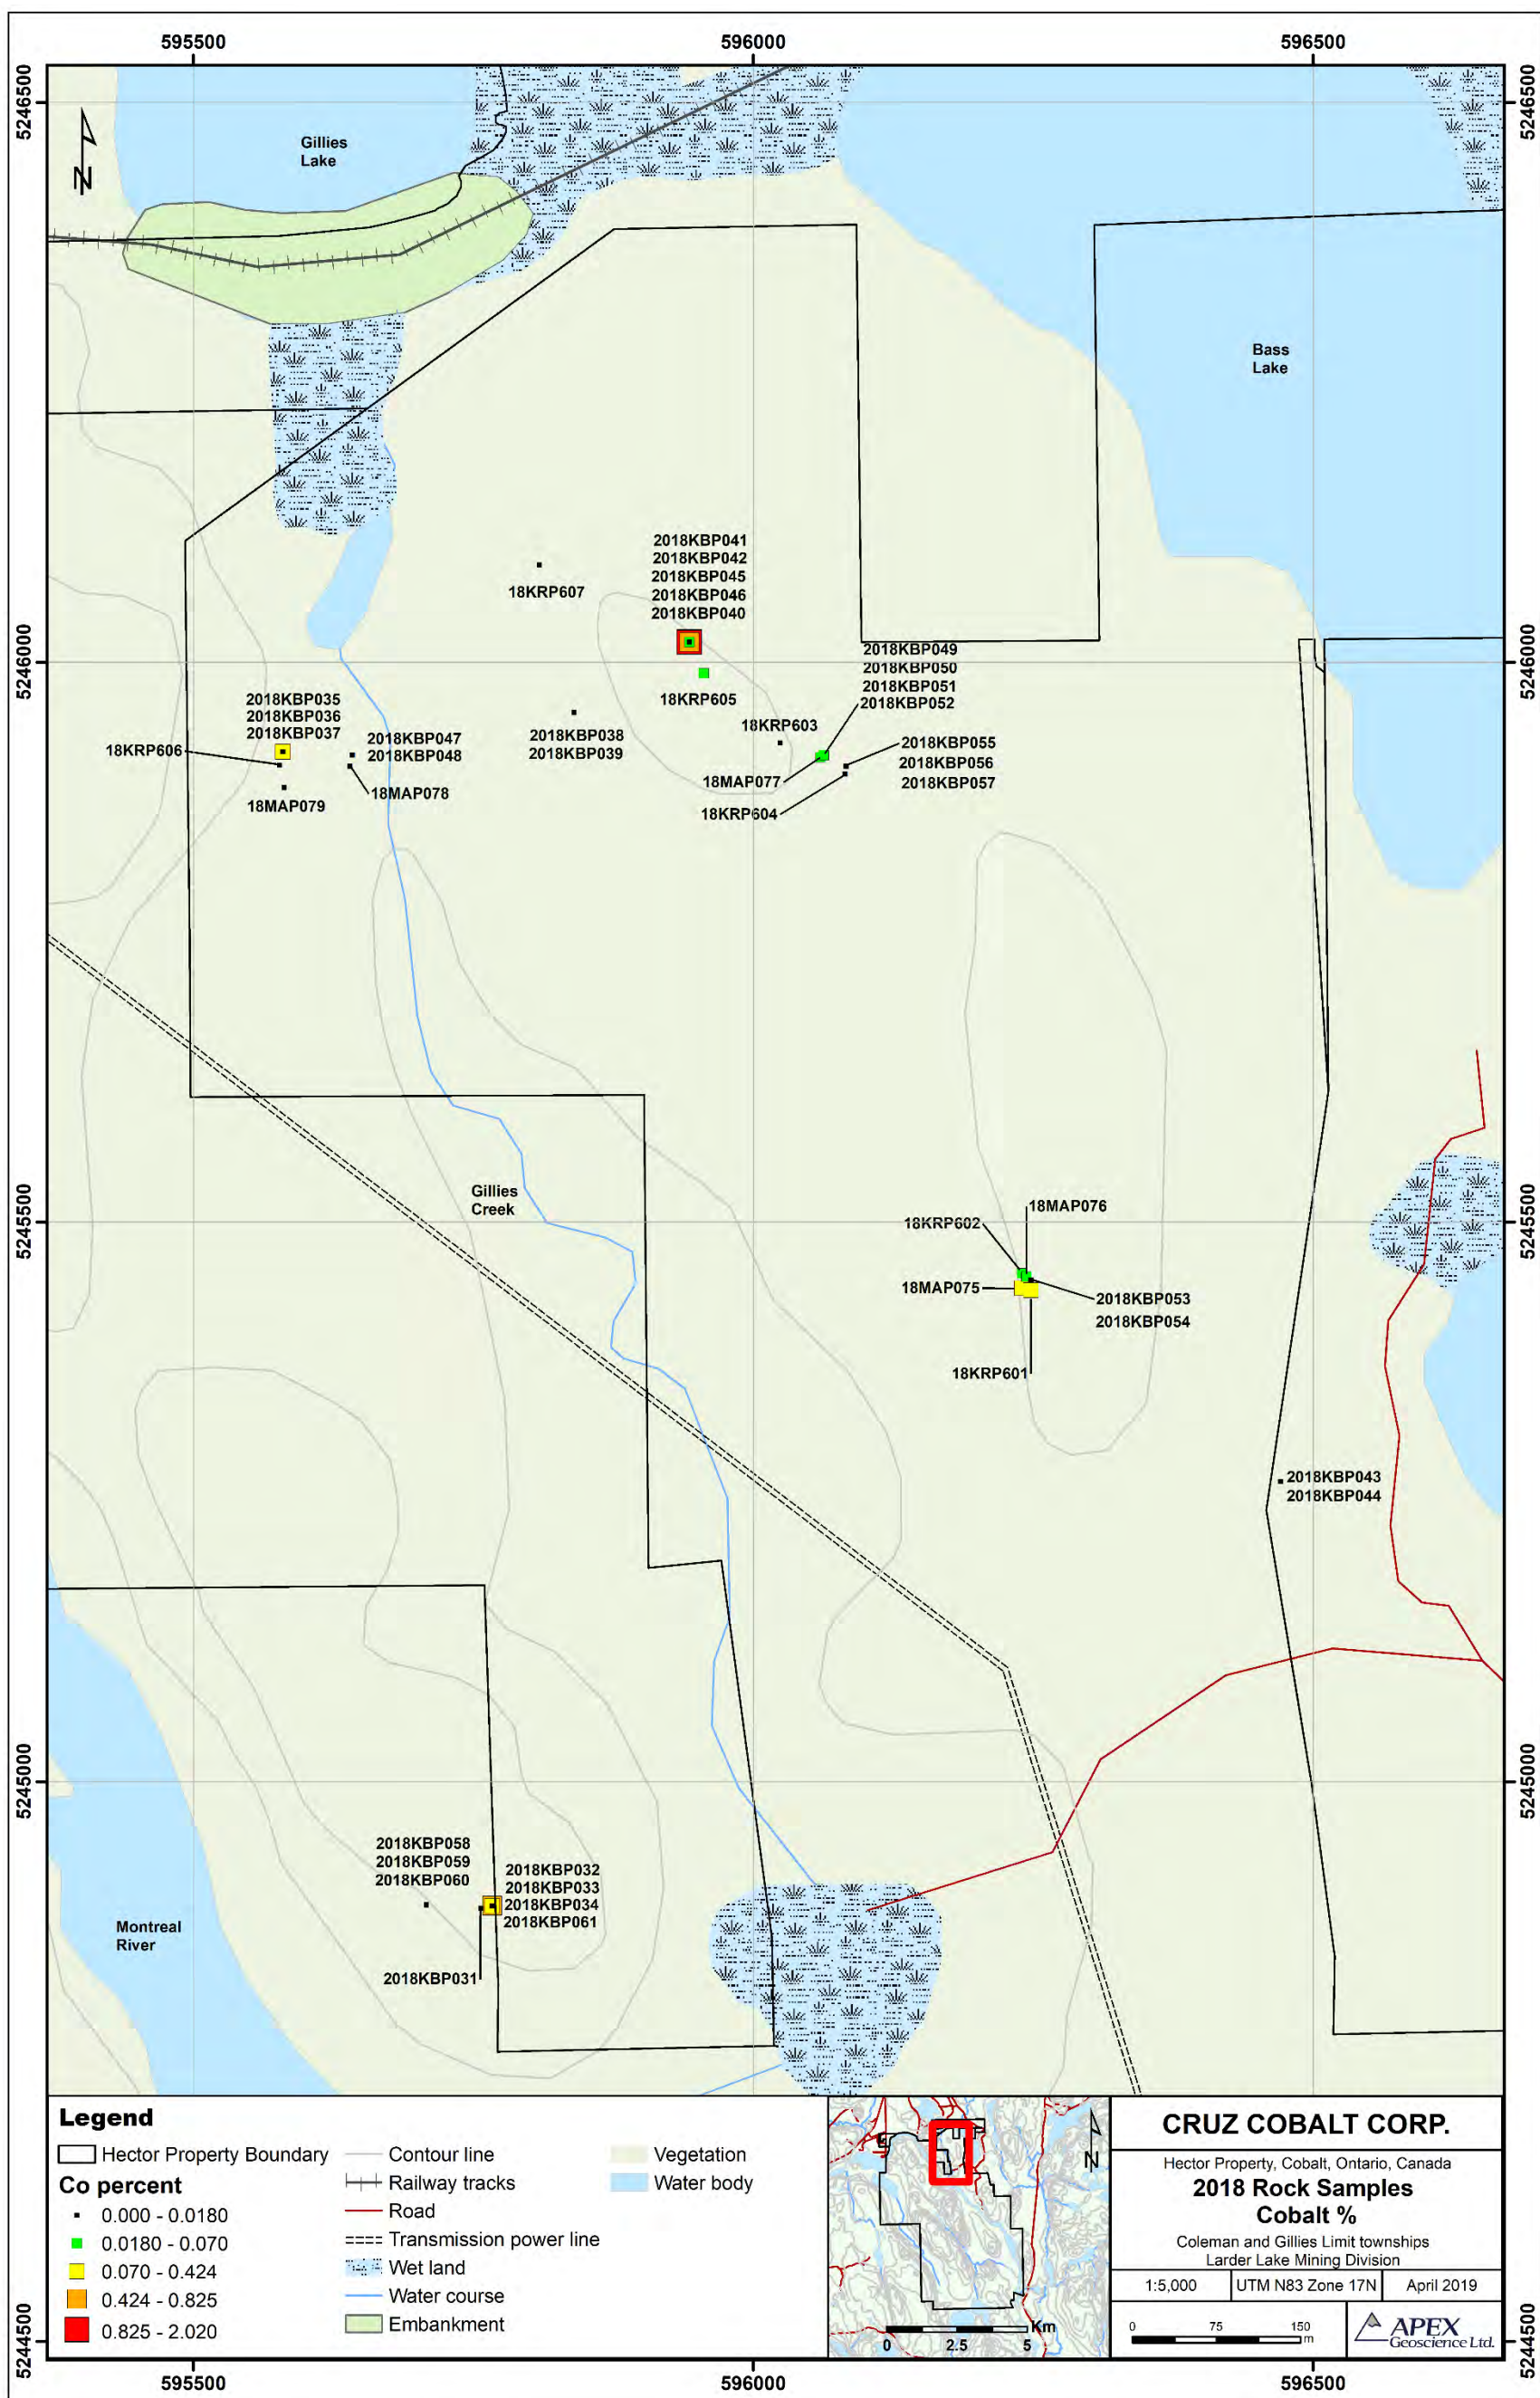 595500
596000
596500
5246500
5246500
N
Gillies
Lake
Bass
Lake
2018KBP041
2018KBP042
2018KBP045
2018KBP046
2018KBP040
18KRP607
5246000
5246000
2018KBP049
2018KBP050
2018KBP051
2018KBP052
18KRP605
2018KBP035
2018KBP036
2018KBP037
18KRP606
2018KBP047
2018KBP048
2018KBP038
2018KBP039
18KRP603
2018KBP055
2018KBP056
2018KBP057
18MAP077
18MAP078
18MAP079
18KRP604
Gillies
Creek
5245500
5245500
18MAP076
18KRP602
18MAP075
2018KBP053
2018KBP054
18KRP601
2018KBP043
2018KBP044
5245000
5245000
2018KBP058
2018KBP059
2018KBP060
2018KBP032
2018KBP033
2018KBP034
2018KBP061
2018KBP031
Montreal
River
Legend
Hector Property Boundary
Co percent
0.000 - 0.0180
0.0180 - 0.070
0.070 - 0.424
0.424 - 0.825
0.825 - 2.020
Contour line
Railway tracks
Road
Transmission power line
Wet land
Water course
Embankment
Vegetation
Water body
N
Km
0 2.5 5
CRUZ COBALT CORP.
Hector Property, Cobalt, Ontario, Canada
2018 Rock Samples
Cobalt %
Coleman and Gillies Limit townships
Larder Lake Mining Division
1:5,000 UTM N83 Zone 17N April 2019
0 75 150
m
APEX
Geoscience Ltd.
5244500
5244500
595500
596000
596500